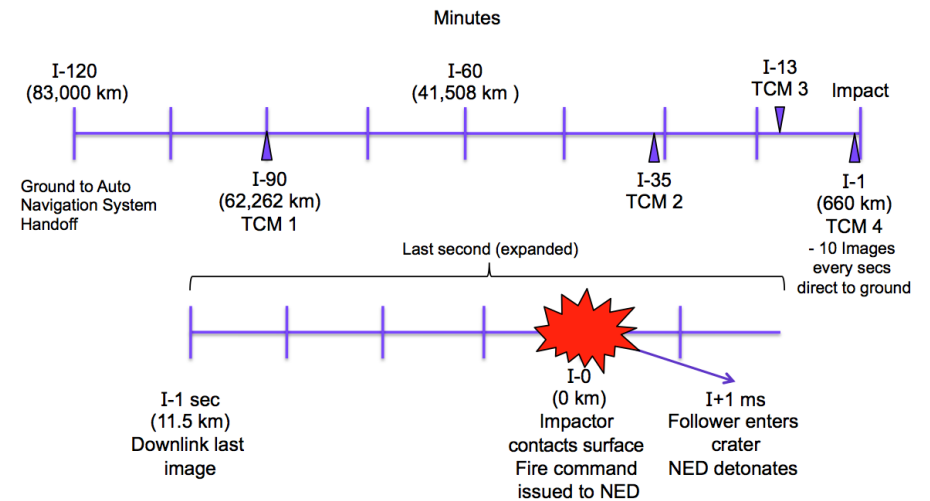 Minutes
I-120
(83,000 km)
I-60
(41,508 km )
I-13
TCM 3
Impact
Ground to Auto
Navigation System
Handoff
I-90
(62,262 km)
TCM 1
I-35
TCM 2
I-1
(660 km)
TCM 4
- 10 Images
every secs
direct to ground
Last second (expanded)
I-1 sec
(11.5 km)
Downlink last
image
I-0
(0 km)
Impactor
contacts surface
Fire command
issued to NED
I+1 ms
Follower enters
crater
NED detonates